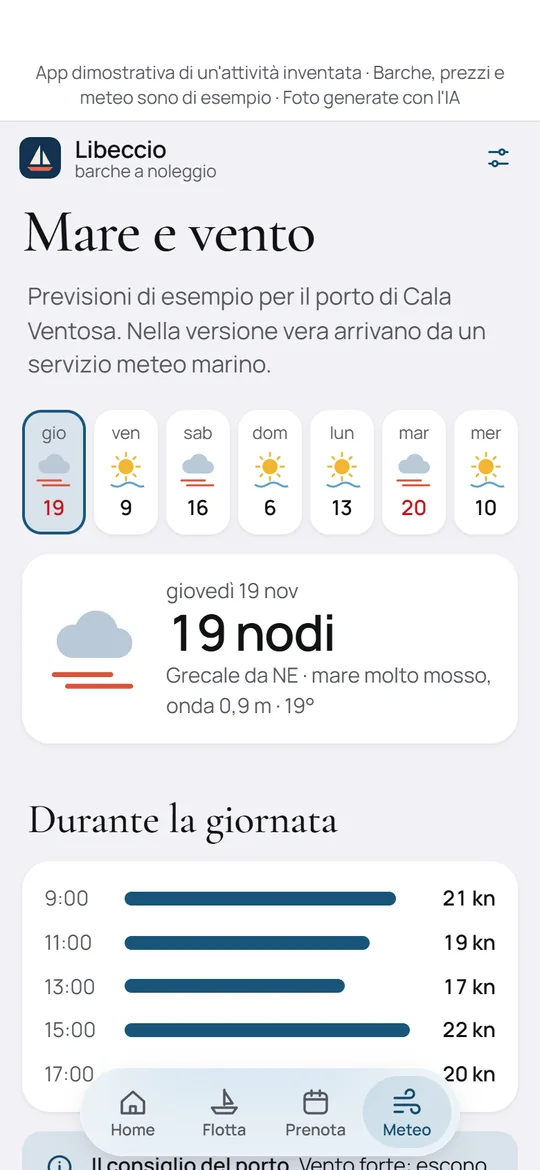 App dimostrativa di un'attività inventata · Barche, prezzi e
meteo sono di esempio · Foto generate con l'IA
Libeccio
barche a noleggio
Mare e vento
Previsioni di esempio per il porto di Cala
Ventosa. Nella versione vera arrivano da un
servizio meteo marino.
gio ven sab dom lun mar mer
19 9 16 6 13 20 10
giovedì 19 nov
19 nodi
Grecale da NE · mare molto mosso,
onda 0,9 m · 19°
Durante la giornata
9:00 21 kn
11:00 19 kn
13:00 17 kn
15:00 22 kn
17:00 20 kn
Home Flotta Prenota Meteo
Il consiglio del porto. Vento forte: escono